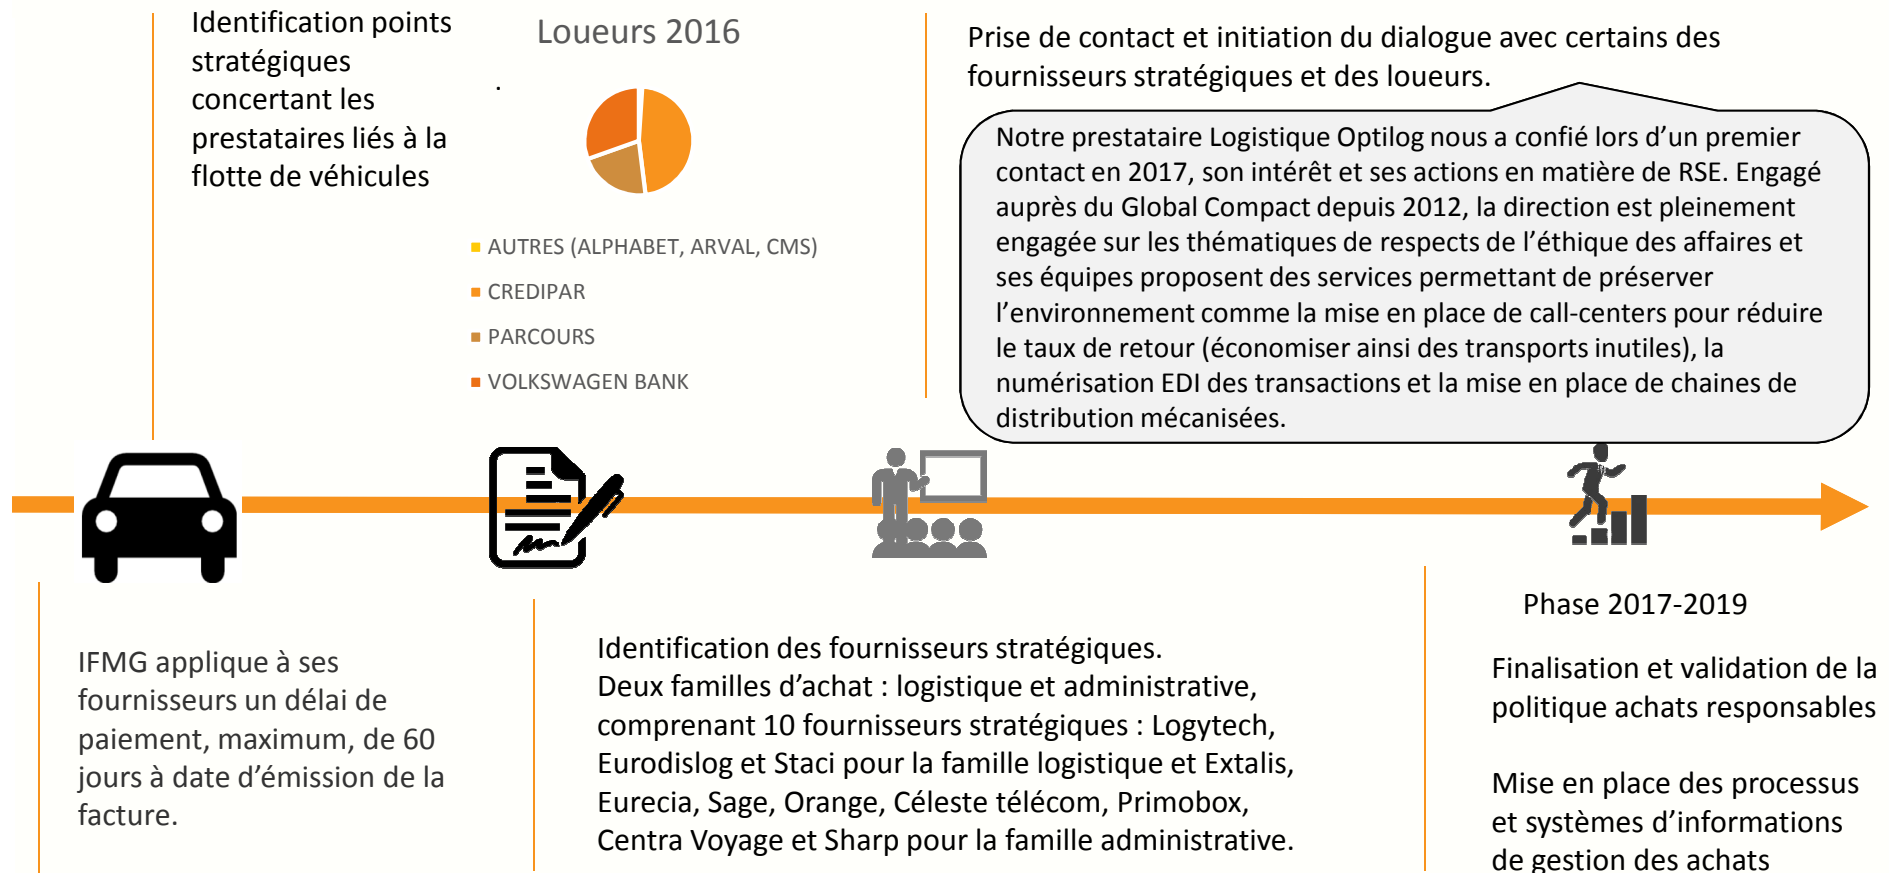 Identification points
stratégiques
concertant les
prestataires liés à la
flotte de véhicules
Loueurs 2016
.
AUTRES (ALPHABET, ARVAL, CMS)
CREDIPAR
PARCOURS
VOLKSWAGEN BANK
Prise de contact et initiation du dialogue avec certains des
fournisseurs stratégiques et des loueurs.
Notre prestataire Logistique Optilog nous a confié lors d’un premier
contact en 2017, son intérêt et ses actions en matière de RSE. Engagé
auprès du Global Compact depuis 2012, la direction est pleinement
engagée sur les thématiques de respects de l’éthique des affaires et
ses équipes proposent des services permettant de préserver
l’environnement comme la mise en place de call-centers pour réduire
le taux de retour (économiser ainsi des transports inutiles), la
numérisation EDI des transactions et la mise en place de chaines de
distribution mécanisées.
IFMG applique à ses
fournisseurs un délai de
paiement, maximum, de 60
jours à date d’émission de la
facture.
Identification des fournisseurs stratégiques.
Deux familles d’achat : logistique et administrative,
comprenant 10 fournisseurs stratégiques : Logytech,
Eurodislog et Staci pour la famille logistique et Extalis,
Eurecia, Sage, Orange, Céleste télécom, Primobox,
Centra Voyage et Sharp pour la famille administrative.
Phase 2017-2019
Finalisation et validation de la
politique achats responsables
Mise en place des processus
et systèmes d’informations
de gestion des achats